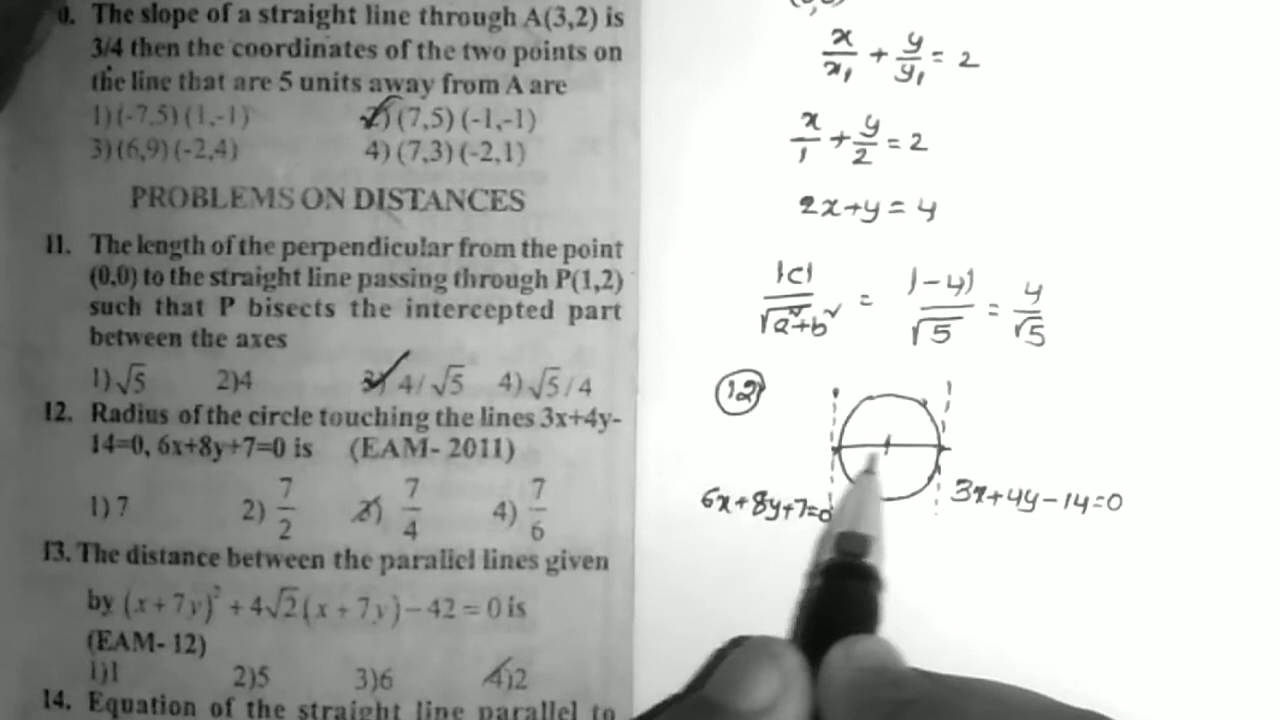 The slope of a straight line through A(3,2) is
3/4 then the coordinates of the two points on
the line that are 5 units away from A are
1)(-7,5)(1,-1) 2)(7,5)(-1,-1)
3)(6,9)(-2,4) 4)(7,3)(-2,1)
PROBLEMS ON DISTANCES
11. The length of the perpendicular from the point
(0,0) to the straight line passing through P(1,2)
such that P bisects the intercepted part
between the axes
1)√5 2)4 3) 4/√5 4)√5/4
12. Radius of the circle touching the lines 3x+4y-
14=0, 6x+8y+7=0 is (EAM- 2011)
1) 7 2) 7/2 3) 7/4 4) 7/6
13. The distance between the parallel lines given
by (x+7y)²+4√2(x+7y)-42=0 is
(EAM- 12)
1)1 2)5 3)6 4)2
14. Equation of the straight line parallel to
x/x₁ + y/y₁ = 2
x/1 + y/2 = 2
2x+y=4
|c|/√a²+b² = |-4|/√5 = 4/√5
12
6x+8y+7=0 3x+4y-14=0